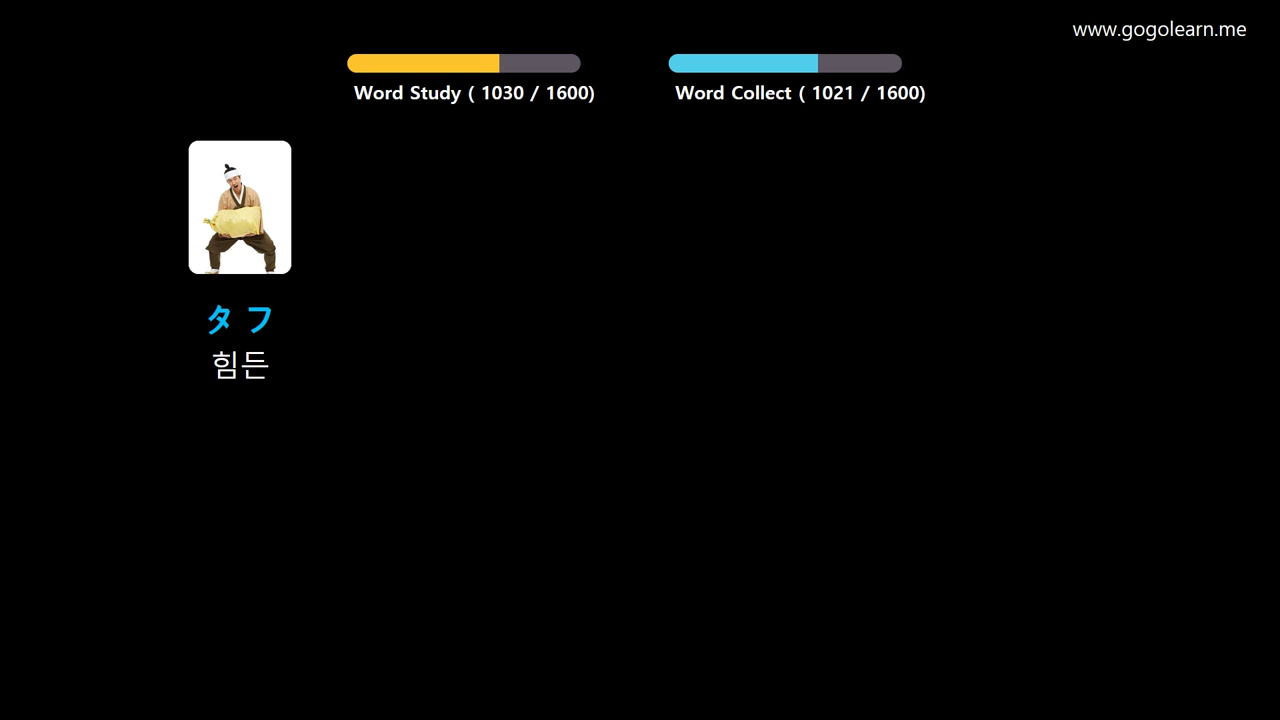 www.gogolearn.me
Word Study ( 1030 / 1600)
Word Collect ( 1021 / 1600)
タ フ
힘든